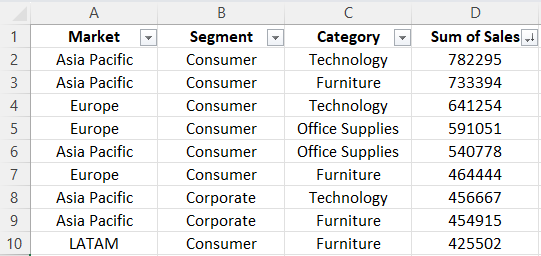 A B C D
1 Market Segment Category Sum of Sales
2 Asia Pacific Consumer Technology 782295
3 Asia Pacific Consumer Furniture 733394
4 Europe Consumer Technology 641254
5 Europe Consumer Office Supplies 591051
6 Asia Pacific Consumer Office Supplies 540778
7 Europe Consumer Furniture 464444
8 Asia Pacific Corporate Technology 456667
9 Asia Pacific Corporate Furniture 454915
10 LATAM Consumer Furniture 425502